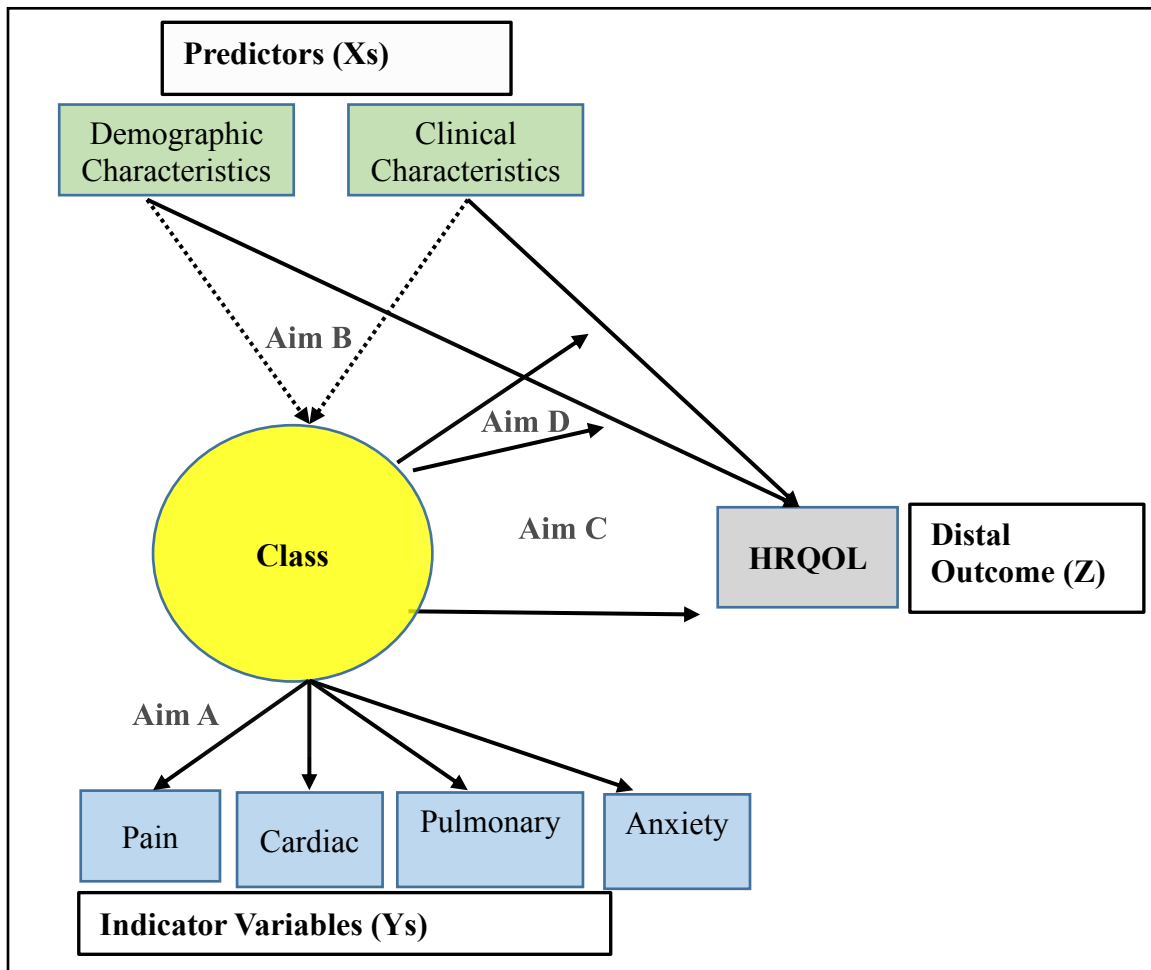 Predictors (Xs)
Demographic
Characteristics
Clinical
Characteristics
Aim B
Aim D
Aim C
Class
HRQOL
Distal
Outcome (Z)
Aim A
Pain
Cardiac
Pulmonary
Anxiety
Indicator Variables (Ys)